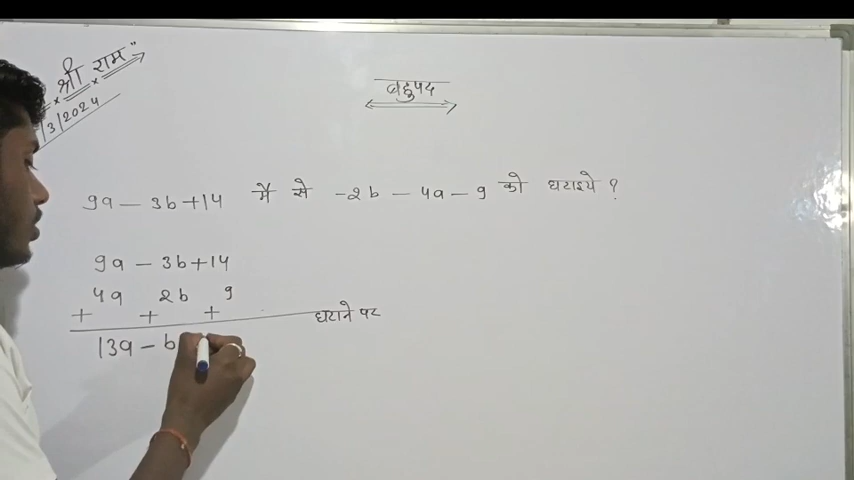 श्री राम"
/3/2024
बहुपद
9a - 3b + 14 में से -2b - 4a - 9 को घटाइये ?
9a - 3b + 14
4a 2b 9
+ + + घटाने पर
13a - b